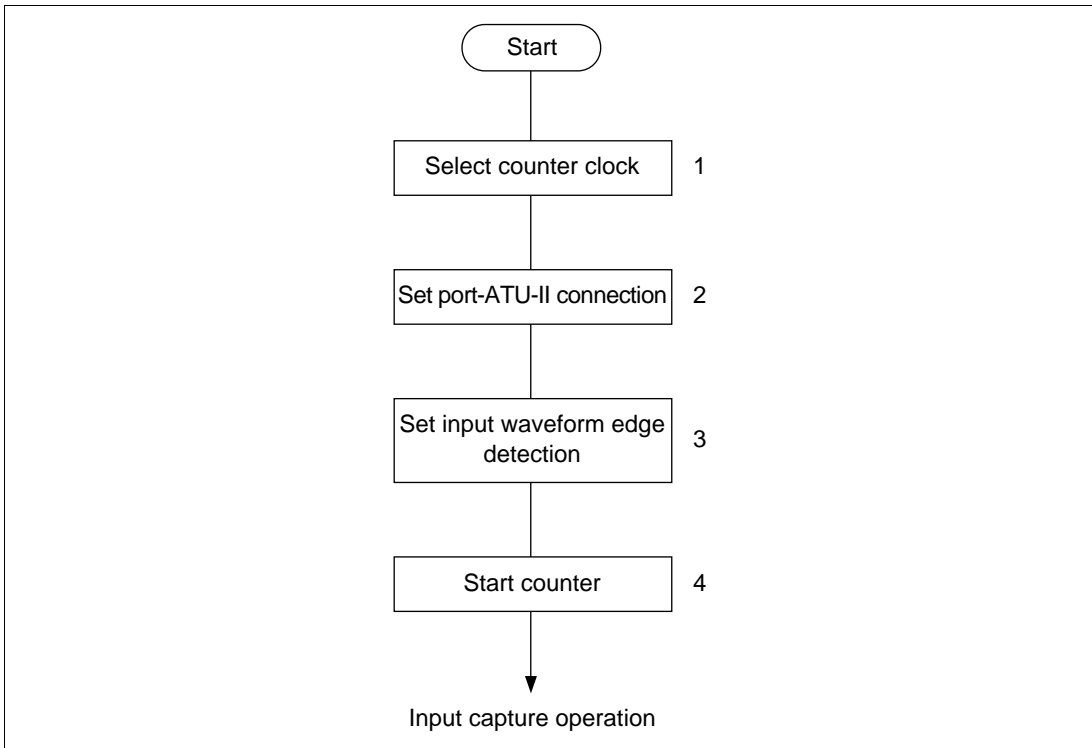 Start
Select counter clock 1
Set port-ATU-II connection 2
Set input waveform edge
detection 3
Start counter 4
Input capture operation